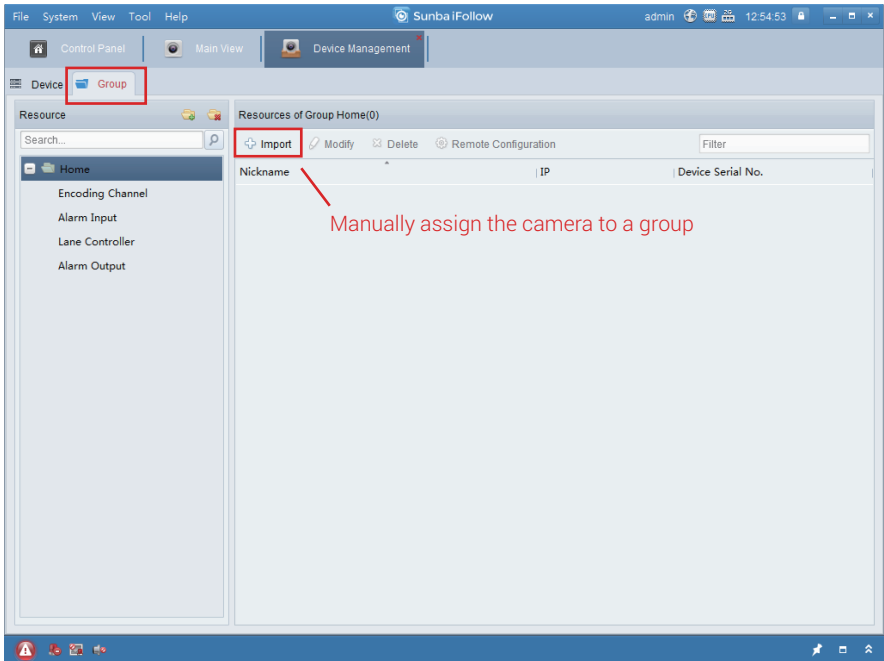 File System View Tool Help Sunba iFollow admin 12:54:53
Control Panel Main View Device Management
Device Group
Resource Resources of Group Home(0)
Search... Import Modify Delete Remote Configuration Filter
Home Nickname IP Device Serial No.
Encoding Channel
Alarm Input
Manually assign the camera to a group
Lane Controller
Alarm Output